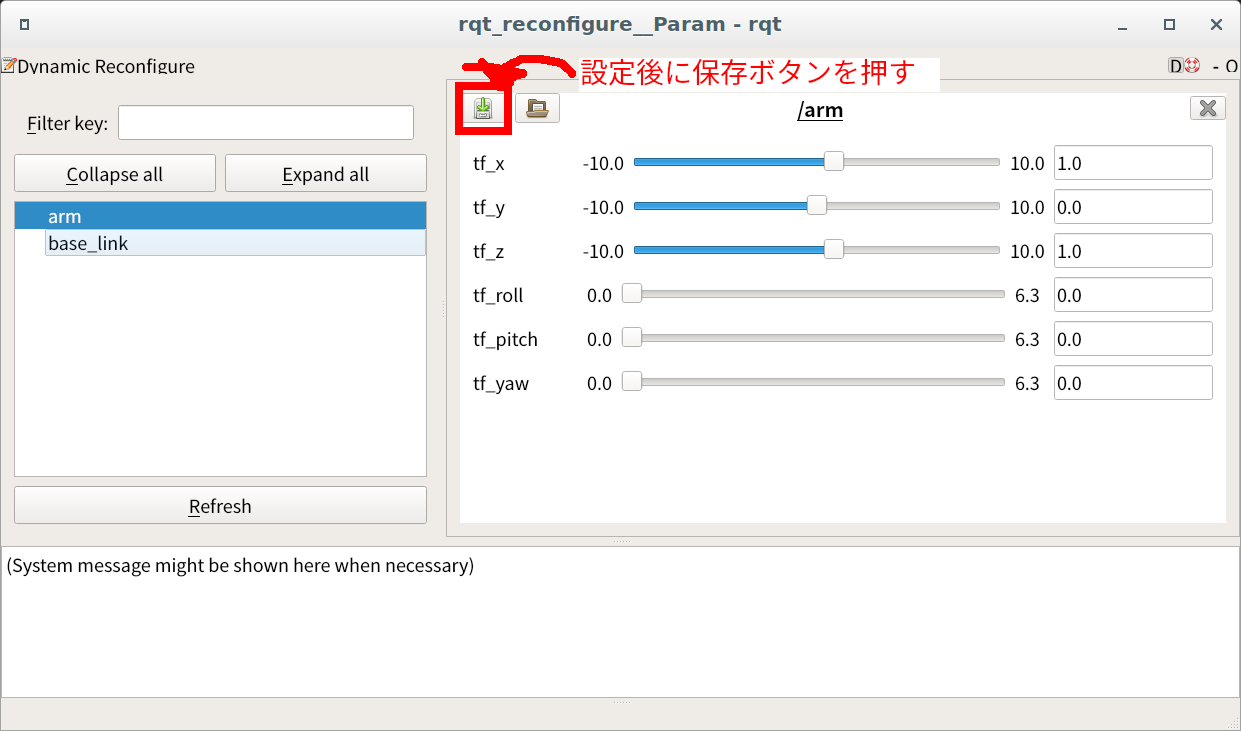 rqt_reconfigure__Param - rqt
Dynamic Reconfigure
D
- O
設定後に保存ボタンを押す
Filter key:
/arm
Collapse all
Expand all
arm
base_link
tf_x -10.0 10.0 1.0
tf_y -10.0 10.0 0.0
tf_z -10.0 10.0 1.0
tf_roll 0.0 6.3 0.0
tf_pitch 0.0 6.3 0.0
tf_yaw 0.0 6.3 0.0
Refresh
(System message might be shown here when necessary)